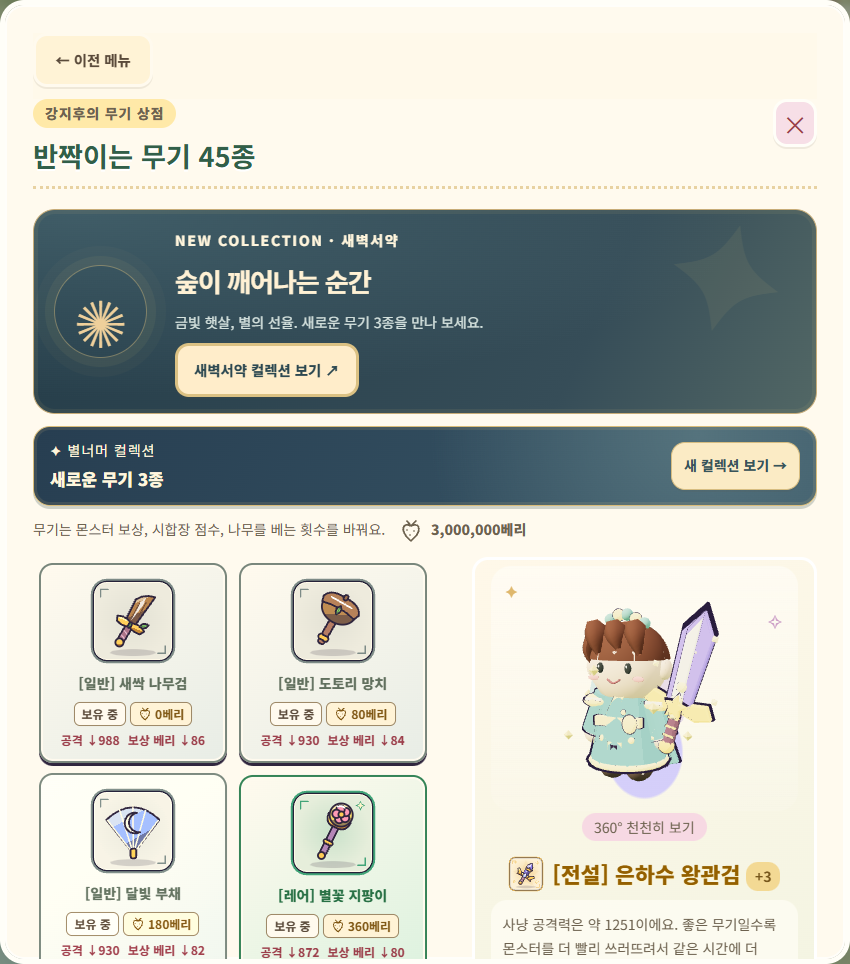 ← 이전 메뉴
강지후의 무기 상점
반짝이는 무기 45종
NEW COLLECTION · 새벽서약
숲이 깨어나는 순간
금빛 햇살, 별의 선율. 새로운 무기 3종을 만나 보세요.
새벽서약 컬렉션 보기 ↗
✦ 별너머 컬렉션
새로운 무기 3종
새 컬렉션 보기 →
무기는 몬스터 보상, 시합장 점수, 나무를 베는 횟수를 바꿔요.
3,000,000베리
[일반] 새싹 나무검
보유 중 0베리
공격 ↓988 보상 베리 ↓86
[일반] 도토리 망치
보유 중 80베리
공격 ↓930 보상 베리 ↓84
[일반] 달빛 부채
보유 중 180베리
공격 ↓930 보상 베리 ↓82
[레어] 별꽃 지팡이
보유 중 360베리
공격 ↓872 보상 베리 ↓80
360° 천천히 보기
[전설] 은하수 왕관검 +3
사냥 공격력은 약 1251이에요. 좋은 무기일수록
몬스터를 더 빨리 쓰러뜨려서 같은 시간에 더